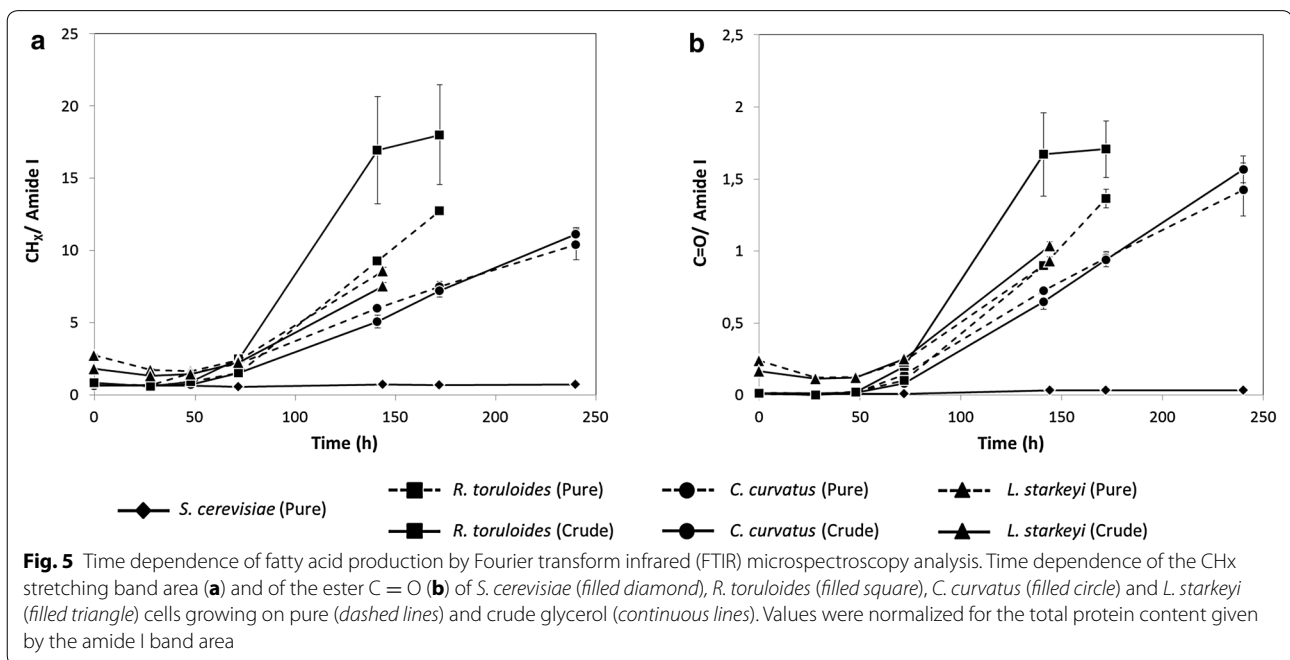 a
25
20
15
10
5
0
CHX/ Amide I
0 50 100 150 200 250
Time (h)
b
2,5
2
1,5
1
0,5
0
C=O/ Amide I
0 50 100 150 200 250
Time (h)
S. cerevisiae (Pure)
R. toruloides (Pure)
C. curvatus (Pure)
L. starkeyi (Pure)
R. toruloides (Crude)
C. curvatus (Crude)
L. starkeyi (Crude)
Fig. 5 Time dependence of fatty acid production by Fourier transform infrared (FTIR) microspectroscopy analysis. Time dependence of the CHx
stretching band area (a) and of the ester C = O (b) of S. cerevisiae (filled diamond), R. toruloides (filled square), C. curvatus (filled circle) and L. starkeyi
(filled triangle) cells growing on pure (dashed lines) and crude glycerol (continuous lines). Values were normalized for the total protein content given
by the amide I band area